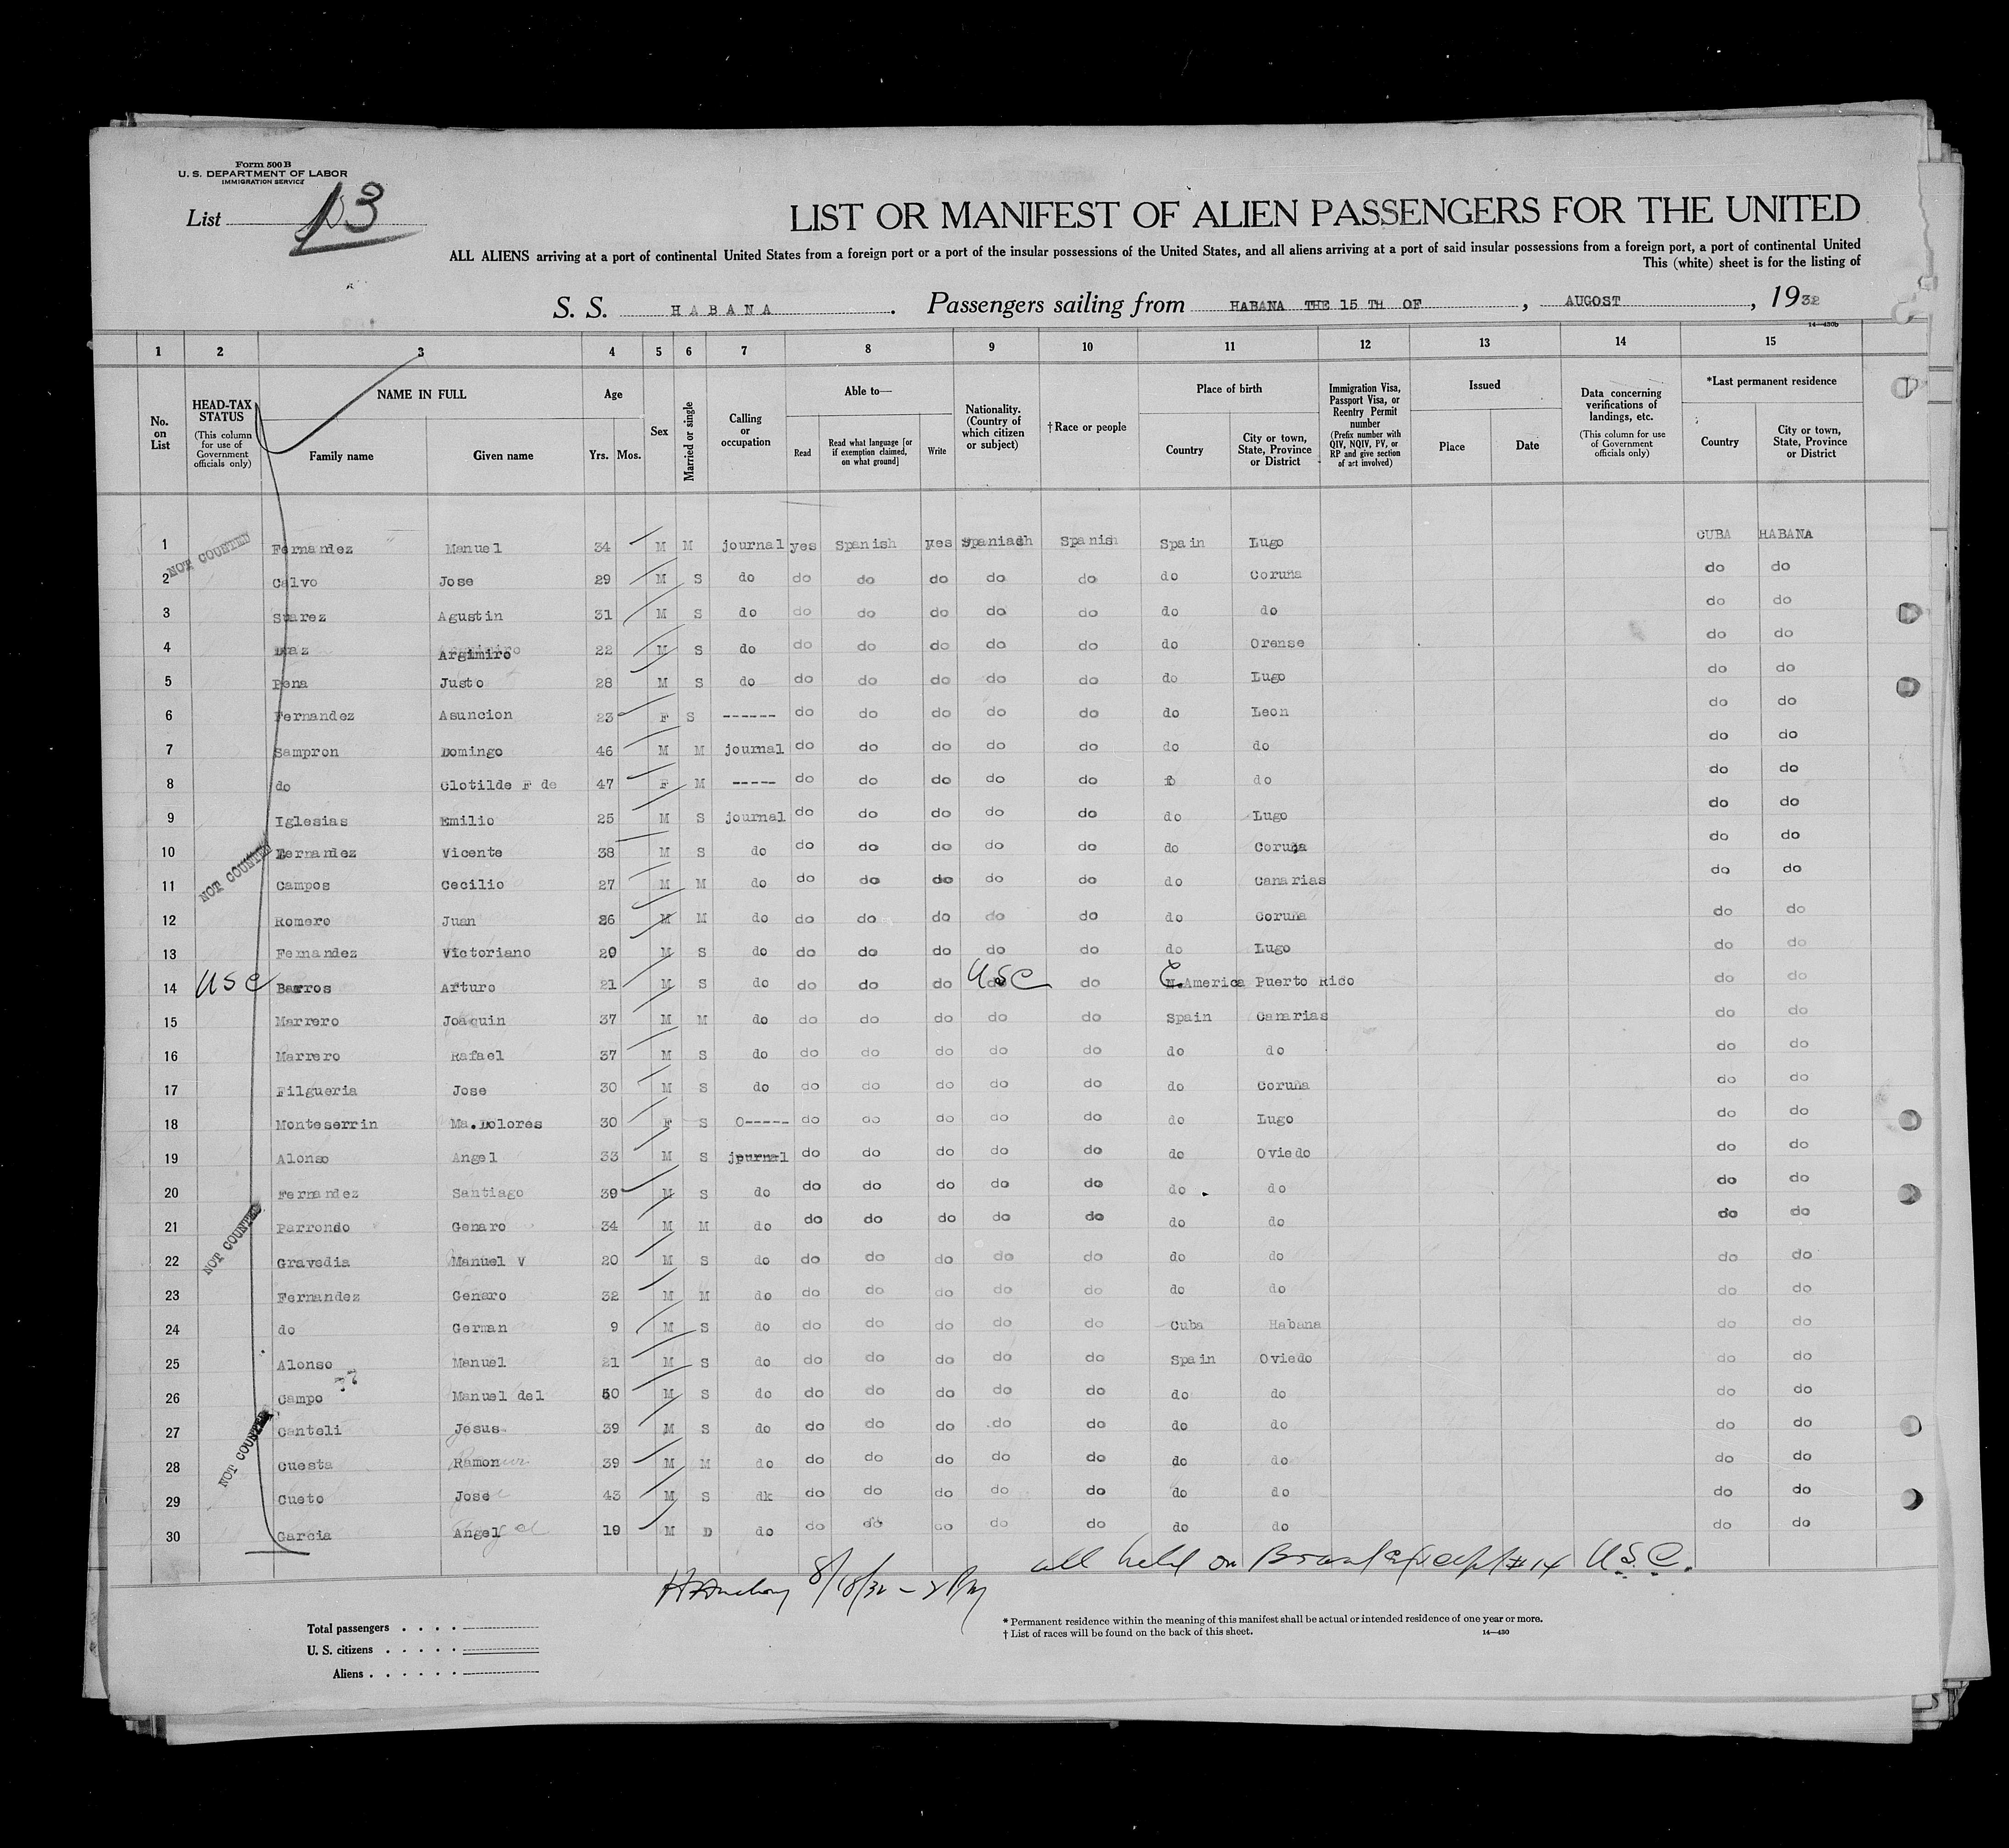 Form 500 B
U. S. DEPARTMENT OF LABOR
IMMIGRATION SERVICE
List 13
LIST OR MANIFEST OF ALIEN PASSENGERS FOR THE UNITED
ALL ALIENS arriving at a port of continental United States from a foreign port or a port of the insular possessions of the United States, and all aliens arriving at a port of said insular possessions from a foreign port, a port of continental United
This (white) sheet is for the listing of
S. S. HABANA. Passengers sailing from HABANA THE 15 TH OF, AUGOST, 1932
14—430b
1 2 3 4 5 6 7 8 9 10 11 12 13 14 15
No. on List
HEAD-TAX STATUS (This column for use of Government officials only)
NAME IN FULL
Family name Given name
Age
Yrs. Mos.
Sex
Married or single
Calling or occupation
Able to—
Read Read what language [or if exemption claimed, on what ground] Write
Nationality. (Country of which citizen or subject)
†Race or people
Place of birth
Country City or town, State, Province or District
Immigration Visa, Passport Visa, or Reentry Permit number (Prefix number with QIV, NQIV, PV, or RP and give section of act involved)
Issued
Place Date
Data concerning verifications of landings, etc. (This column for use of Government officials only)
*Last permanent residence
Country City or town, State, Province or District
NOT COUNTED
1 Fernandez Manuel 34 M M journal yes Spanish yes Spaniash Spanish Spain Lugo CUBA HABANA
2 Calvo Jose 29 M S do do do do do do do Coruña do do
3 Suarez Agustin 31 M S do do do do do do do do do do
4 Diaz Argimiro 22 M S do do do do do do do Orense do do
5 Pena Justo 28 M S do do do do do do do Lugo do do
6 Fernandez Asuncion 23 F S ------ do do do do do do Leon do do
7 Sampron Domingo 46 M M journal do do do do do do do do do
8 do Clotilde F de 47 F M ----- do do do do do do do do
9 Iglesias Emilio 25 M S journal do do do do do do Lugo do do
10 Fernandez Vicente 38 M S do do do do do do do Coruña do do
NOT COUNTED
11 Campos Cecilio 27 M M do do do do do do do Canarias do do
12 Romero Juan 26 M M do do do do do do do Coruña do do
13 Fernandez Victoriano 20 M S do do do do do do do Lugo do do
14 USC Barros Arturo 21 M S do do do do USC do do C.America Puerto Rico do do
15 Marrero Joaquin 37 M M do do do do do do Spain Canarias do do
16 Marrero Rafael 37 M S do do do do do do do do do do
17 Filgueria Jose 30 M S do do do do do do do Coruña do do
18 Monteserrin Ma.Dolores 30 F S O----- do do do do do do Lugo do do
19 Alonso Angel 33 M S journal do do do do do do Oviedo do do
20 Fernandez Santiago 39 M S do do do do do do do do do do
NOT COUNTED
21 Parrondo Genaro 34 M M do do do do do do do do do do
22 Gravedia Manuel V 20 M S do do do do do do do do do do
23 Fernandez Genaro 32 M M do do do do do do do do do do
24 do German 9 M S do do do do do do Cuba Habana do do
25 Alonso Manuel 21 M S do do do do do do Spain Oviedo do do
26 Campo Manuel del 50 M S do do do do do do do do do do
27 Canteli Jesus 39 M S do do do do do do do do do do
NOT COUNTED
28 Cuesta Ramon 39 M M do do do do do do do do do do
29 Cueto Jose 43 M S dk do do do do do do do do do
30 Garcia Angel 19 M D do do do do do do do do do do
all held on except #14 U.S.C.
8/18/32 – 2 PM
Total passengers
U. S. citizens
Aliens
* Permanent residence within the meaning of this manifest shall be actual or intended residence of one year or more.
† List of races will be found on the back of this sheet.
14—430